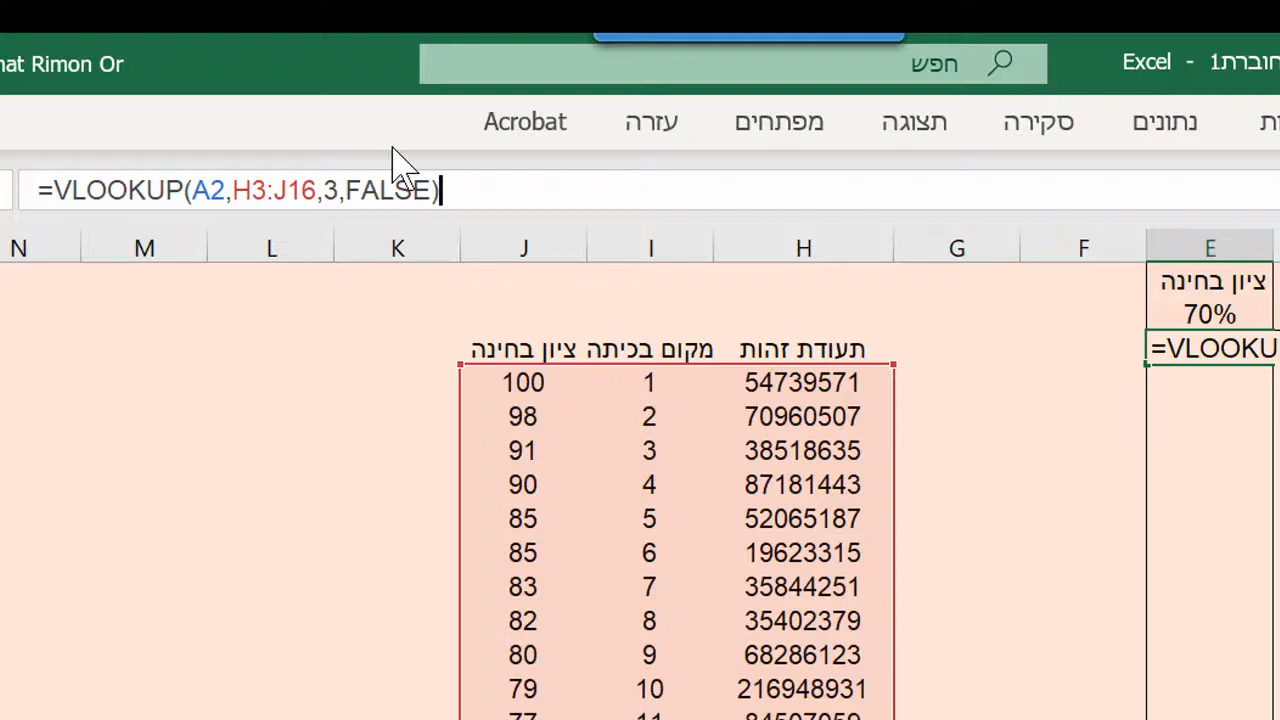 חוברת1 - Excel
חפש
hat Rimon Or
נתונים סקירה תצוגה מפתחים עזרה Acrobat
=VLOOKUP(A2,H3:J16,3,FALSE)
E F G H I J K L M N
ציון בחינה
70%
=VLOOKU
תעודת זהות מקום בכיתה ציון בחינה
54739571 1 100
70960507 2 98
38518635 3 91
87181443 4 90
52065187 5 85
19623315 6 85
35844251 7 83
35402379 8 82
68286123 9 80
216948931 10 79